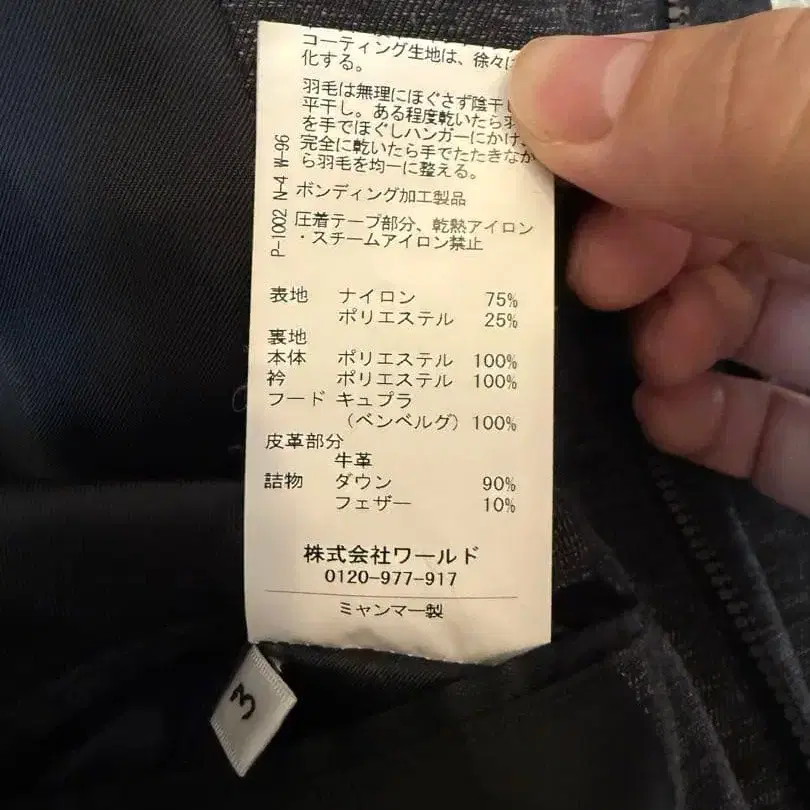 コーティング生地は、徐々に
化する。
羽毛は無理にほぐさず陰干し
平干し。ある程度乾いたら羽
を手でほぐしハンガーにかけ、
完全に乾いたら手でたたきなが
ら羽毛を均一に整える。
P-1002 N-4 W-96
ボンディング加工製品
圧着テープ部分、乾熱アイロン
・スチームアイロン禁止
表地 ナイロン 75%
ポリエステル 25%
裏地
本体 ポリエステル 100%
衿 ポリエステル 100%
フード キュプラ
（ベンベルグ）100%
皮革部分
牛革
詰物 ダウン 90%
フェザー 10%
株式会社ワールド
0120-977-917
ミャンマー製
3